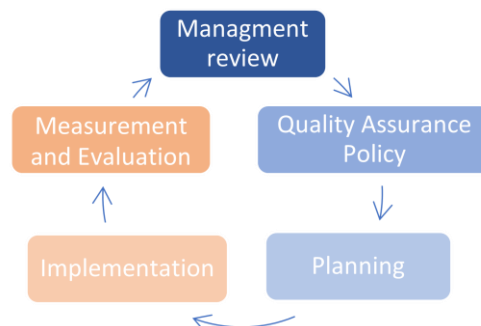 Managment
review
Quality Assurance
Policy
Planning
Implementation
Measurement
and Evaluation